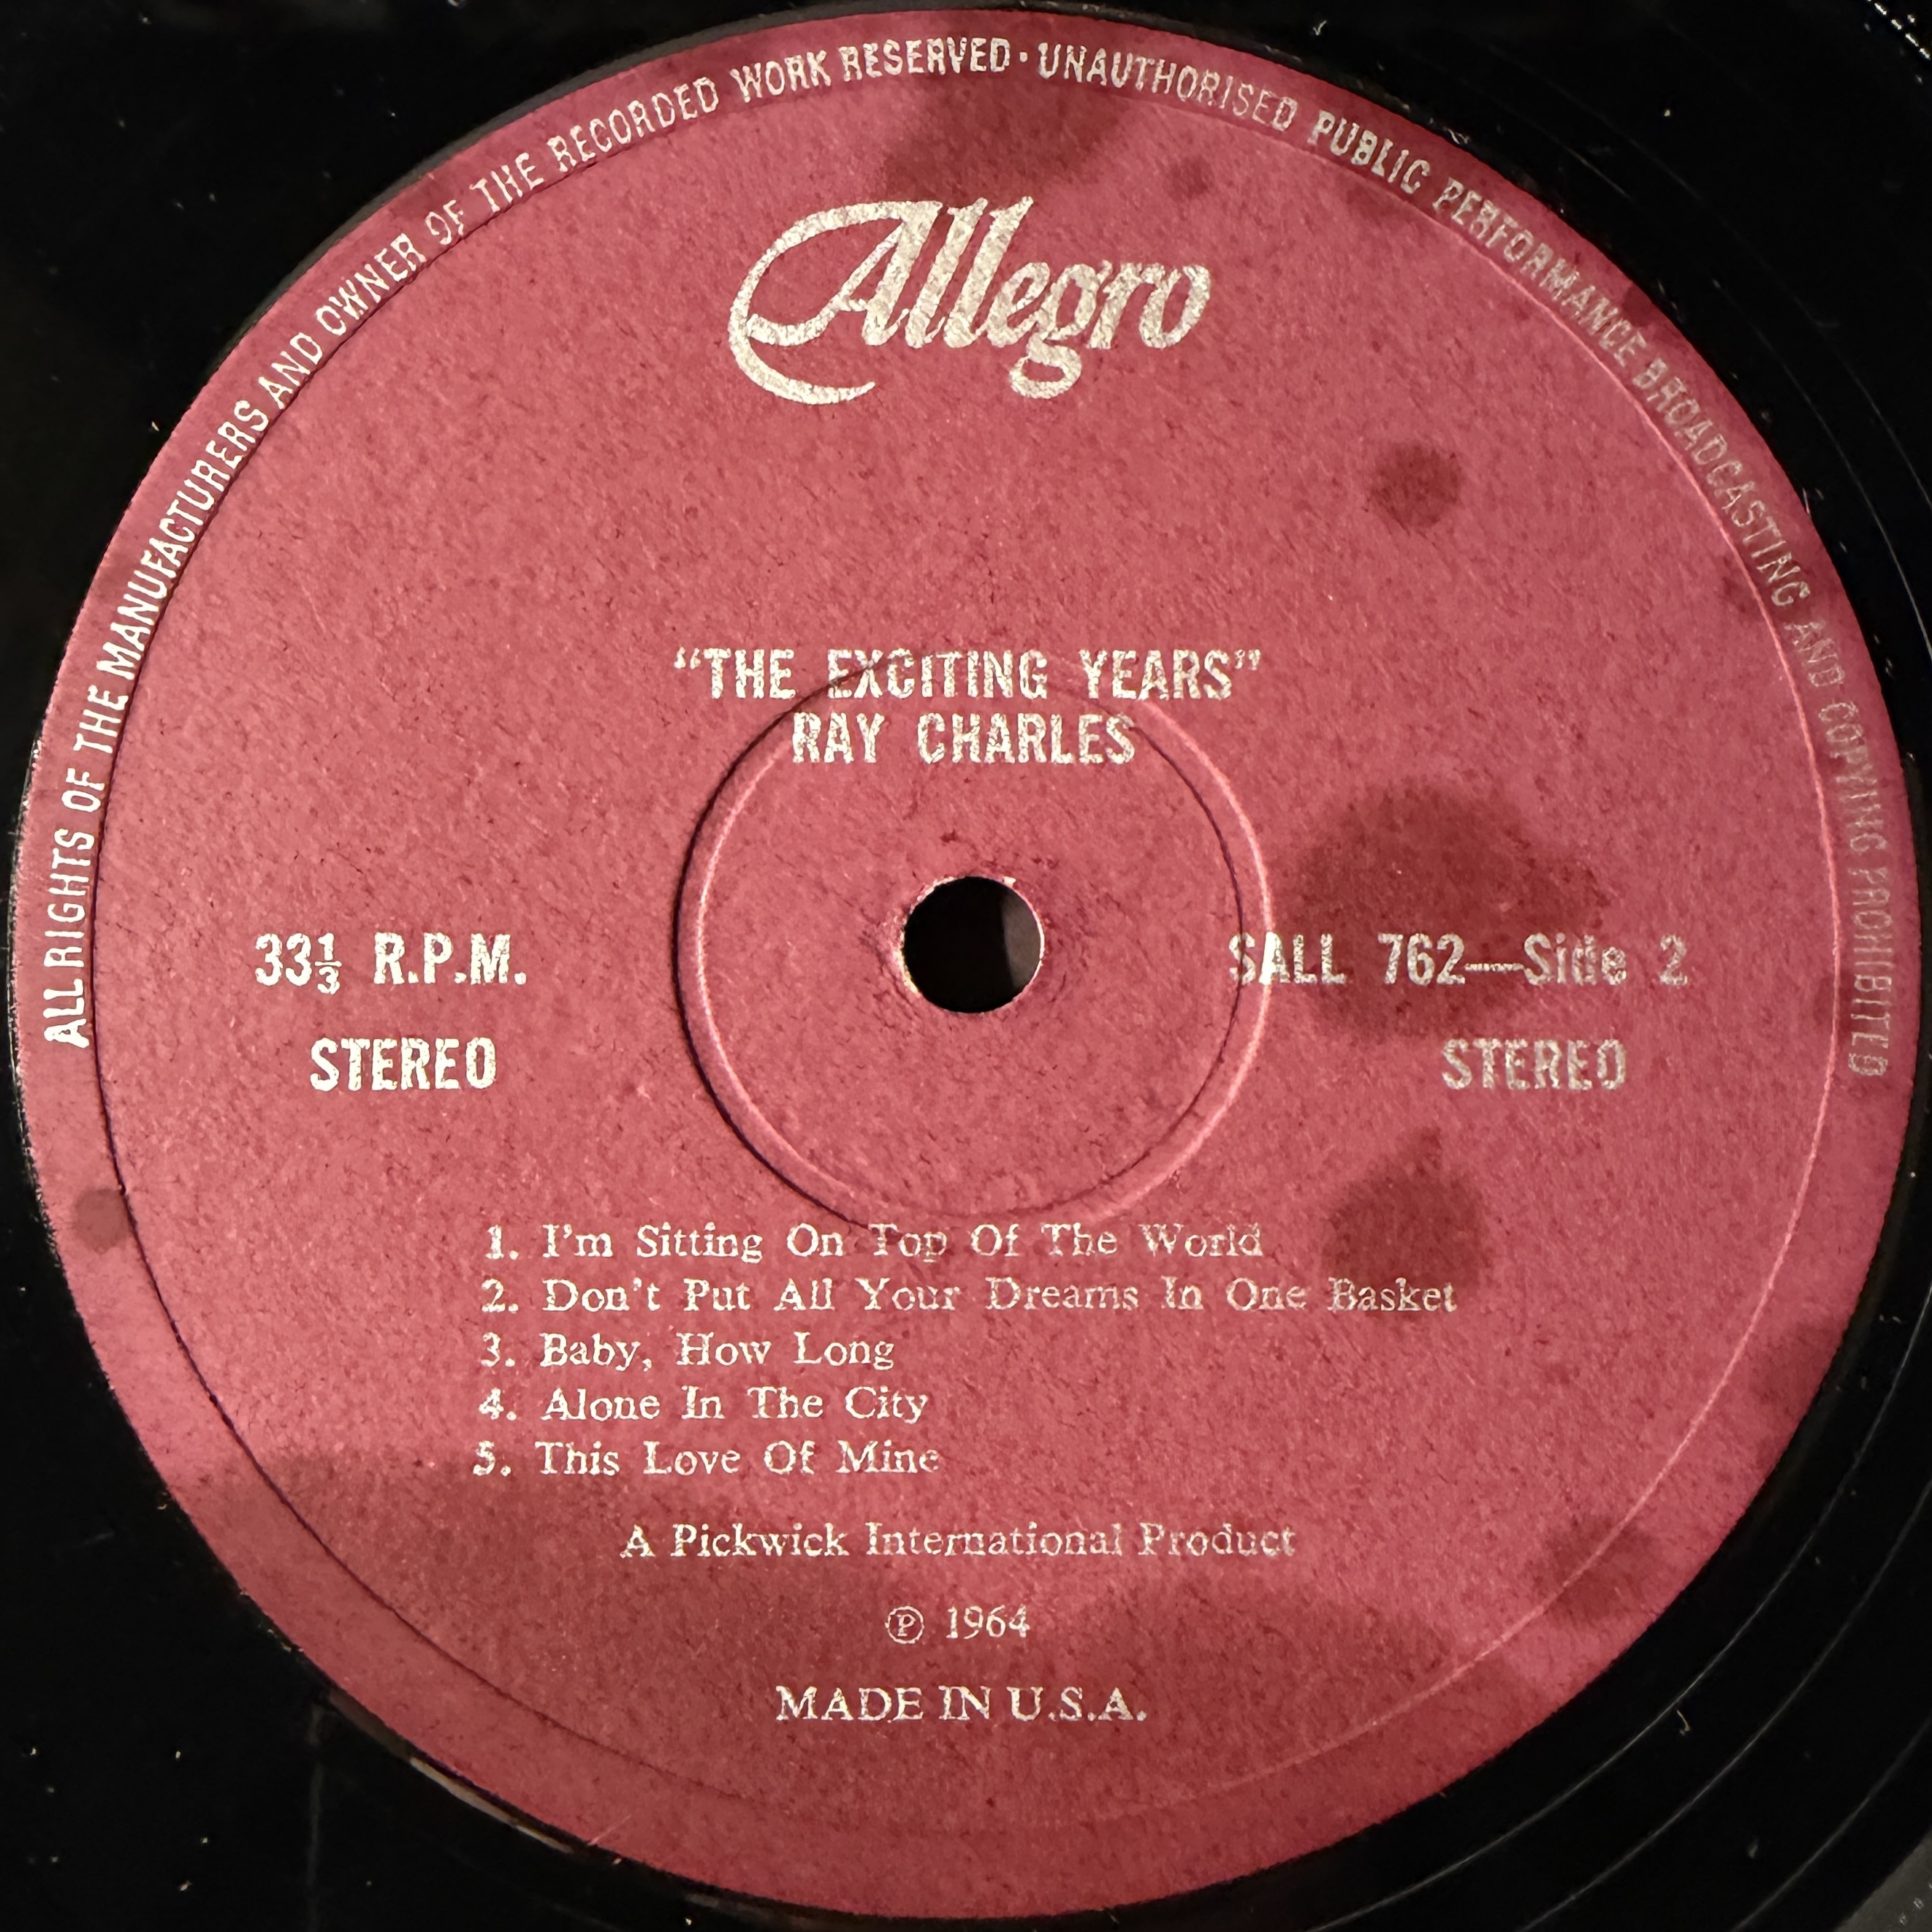 ALL RIGHTS OF THE MANUFACTURERS AND OWNER OF THE RECORDED WORK RESERVED · UNAUTHORISED PUBLIC PERFORMANCE BROADCASTING AND COPYING PROHIBITED
Allegro
“THE EXCITING YEARS”
RAY CHARLES
33⅓ R.P.M.
STEREO
SALL 762—Side 2
STEREO
1. I'm Sitting On Top Of The World
2. Don't Put All Your Dreams In One Basket
3. Baby, How Long
4. Alone In The City
5. This Love Of Mine
A Pickwick International Product
℗ 1964
MADE IN U.S.A.